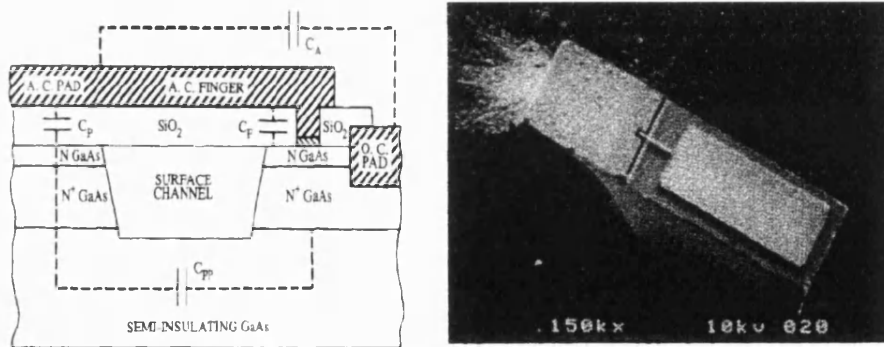 C_A
A. C. PAD A. C. FINGER
C_P SiO₂ C_F SiO₂
O. C. PAD
N GaAs N GaAs
N⁺ GaAs SURFACE CHANNEL N⁺ GaAs
C_PP
SEMI-INSULATING GaAs
.150kx 10kv 020